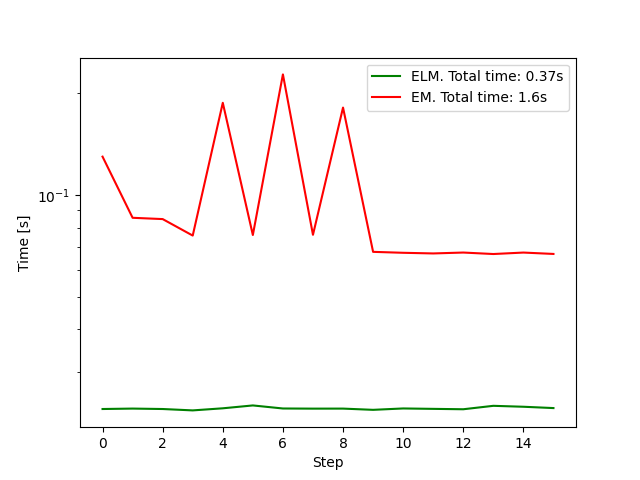 ELM. Total time: 0.37s
EM. Total time: 1.6s
10⁻¹
Time [s]
0 2 4 6 8 10 12 14
Step